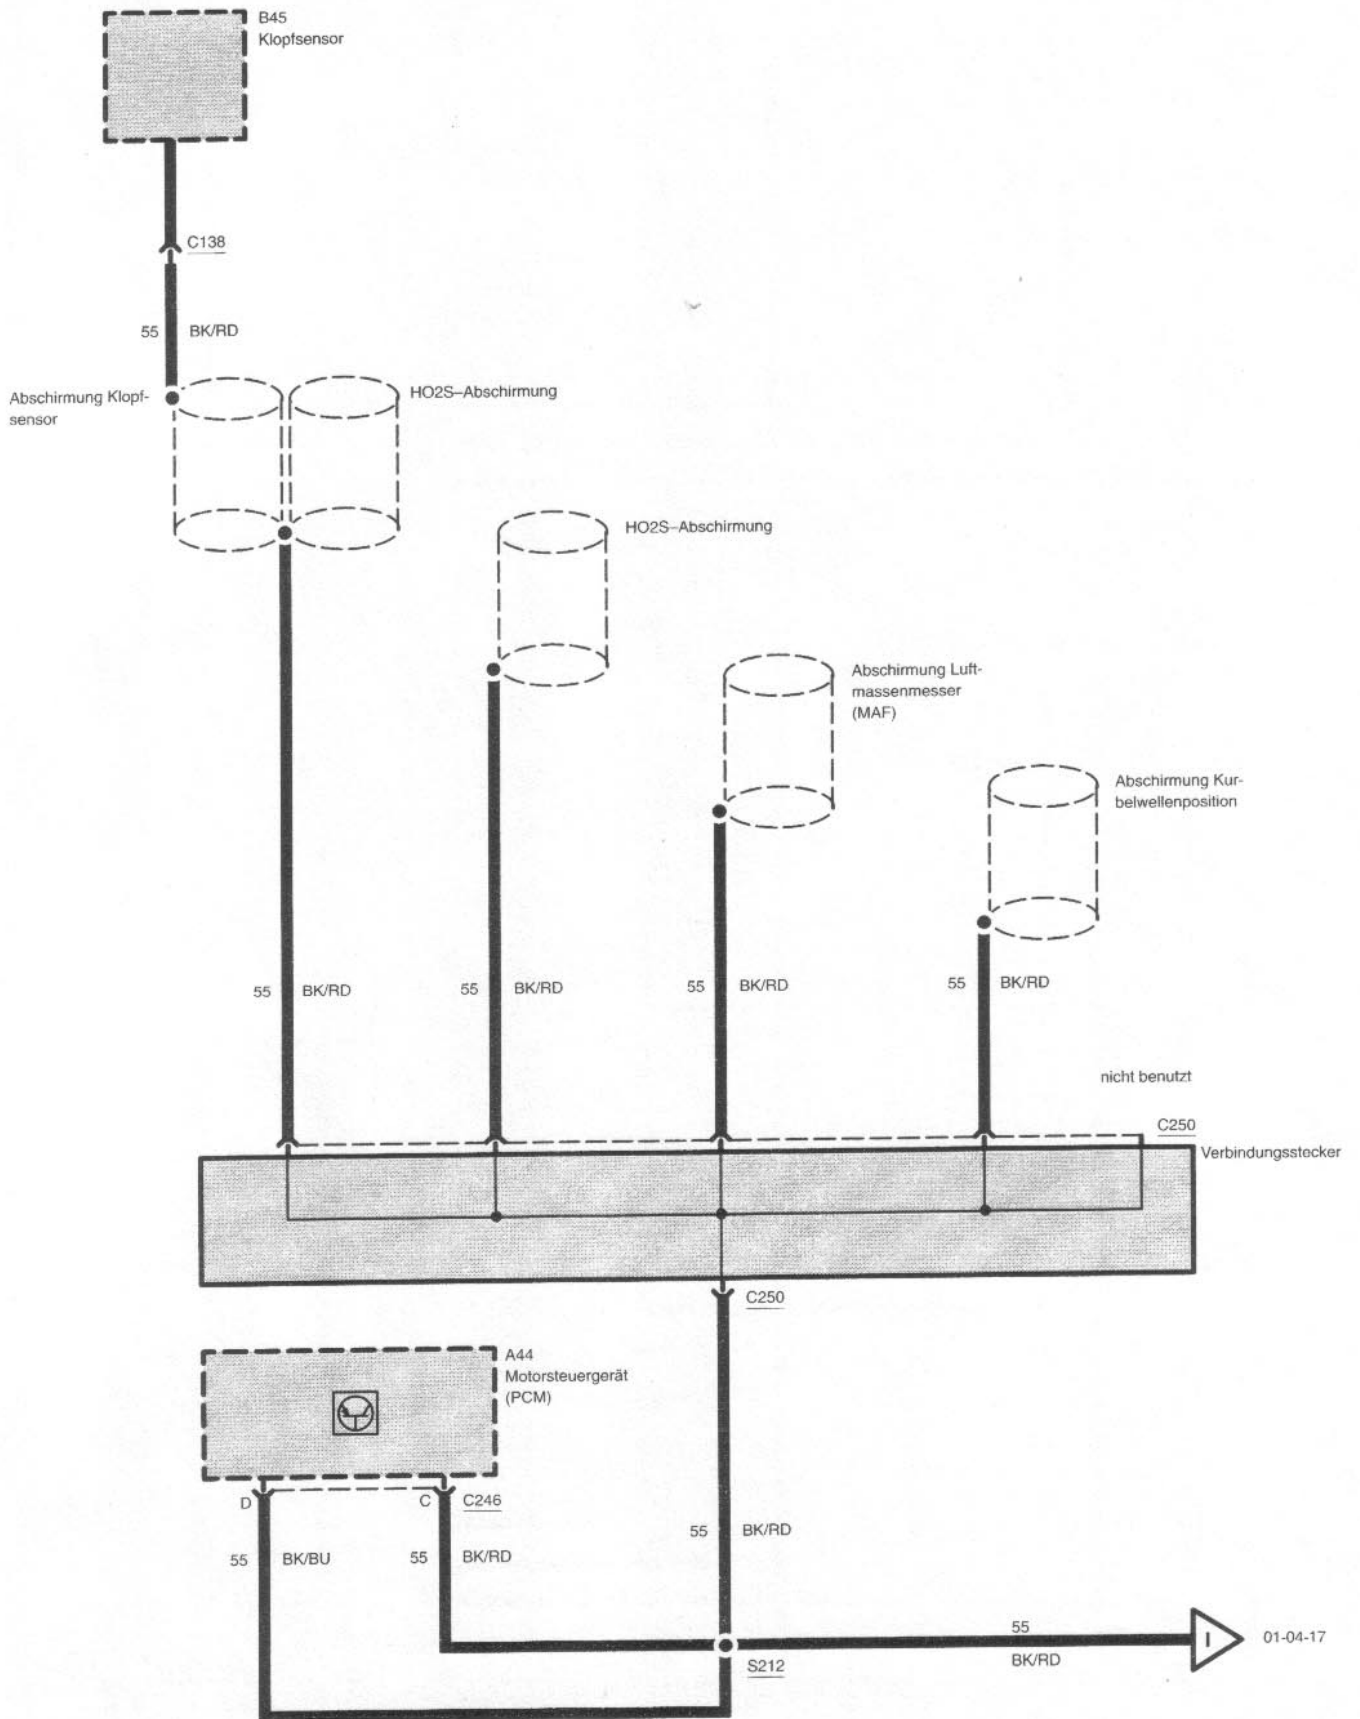 B45
Klopfsensor
C138
55 BK/RD
Abschirmung Klopf-
sensor
HO2S–Abschirmung
HO2S–Abschirmung
Abschirmung Luft-
massenmesser
(MAF)
Abschirmung Kur-
belwellenposition
55 BK/RD
55 BK/RD
55 BK/RD
55 BK/RD
nicht benutzt
C250
Verbindungsstecker
C250
A44
Motorsteuergerät
(PCM)
D
C
C246
55 BK/BU
55 BK/RD
55 BK/RD
55
BK/RD
I
01-04-17
S212